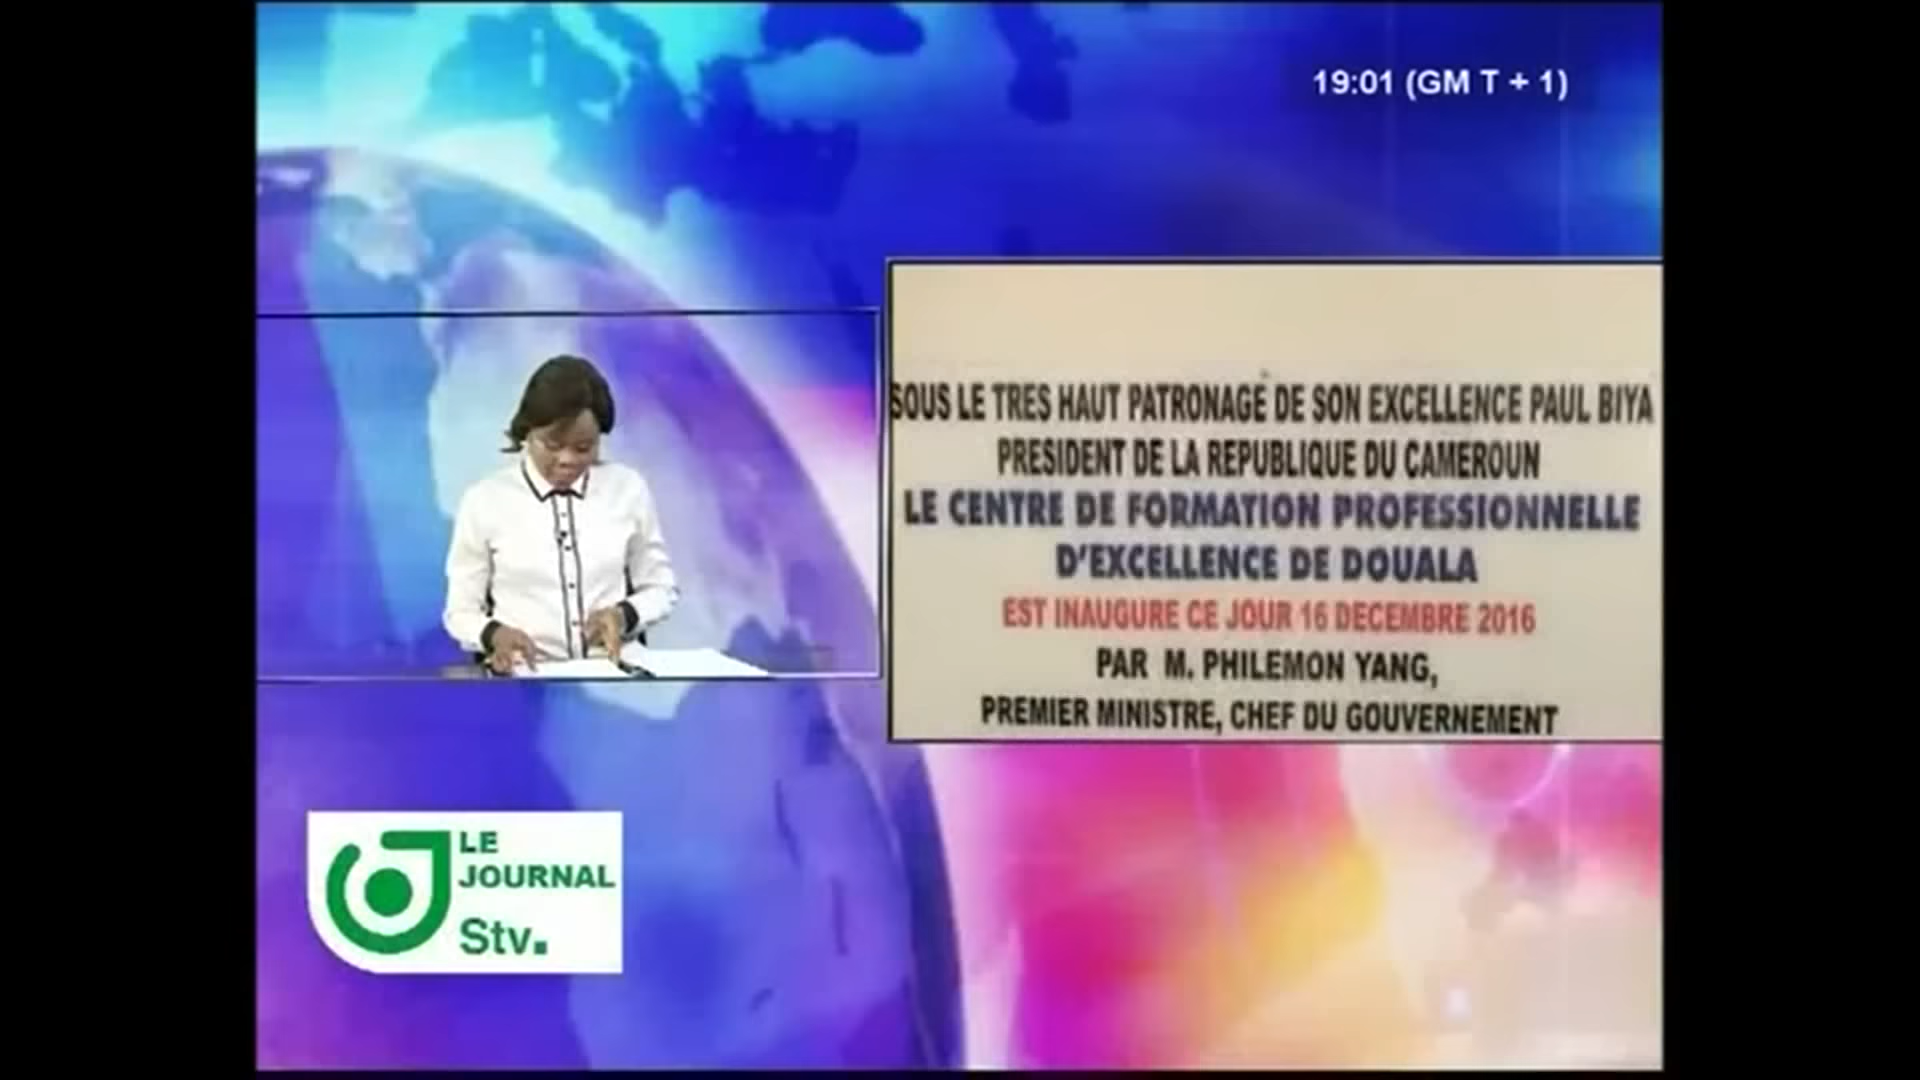 19:01 (GM T + 1)
SOUS LE TRES HAUT PATRONAGE DE SON EXCELLENCE PAUL BIYA
PRESIDENT DE LA REPUBLIQUE DU CAMEROUN
LE CENTRE DE FORMATION PROFESSIONNELLE
D'EXCELLENCE DE DOUALA
EST INAUGURE CE JOUR 16 DECEMBRE 2016
PAR M. PHILEMON YANG,
PREMIER MINISTRE, CHEF DU GOUVERNEMENT
LE
JOURNAL
Stv.